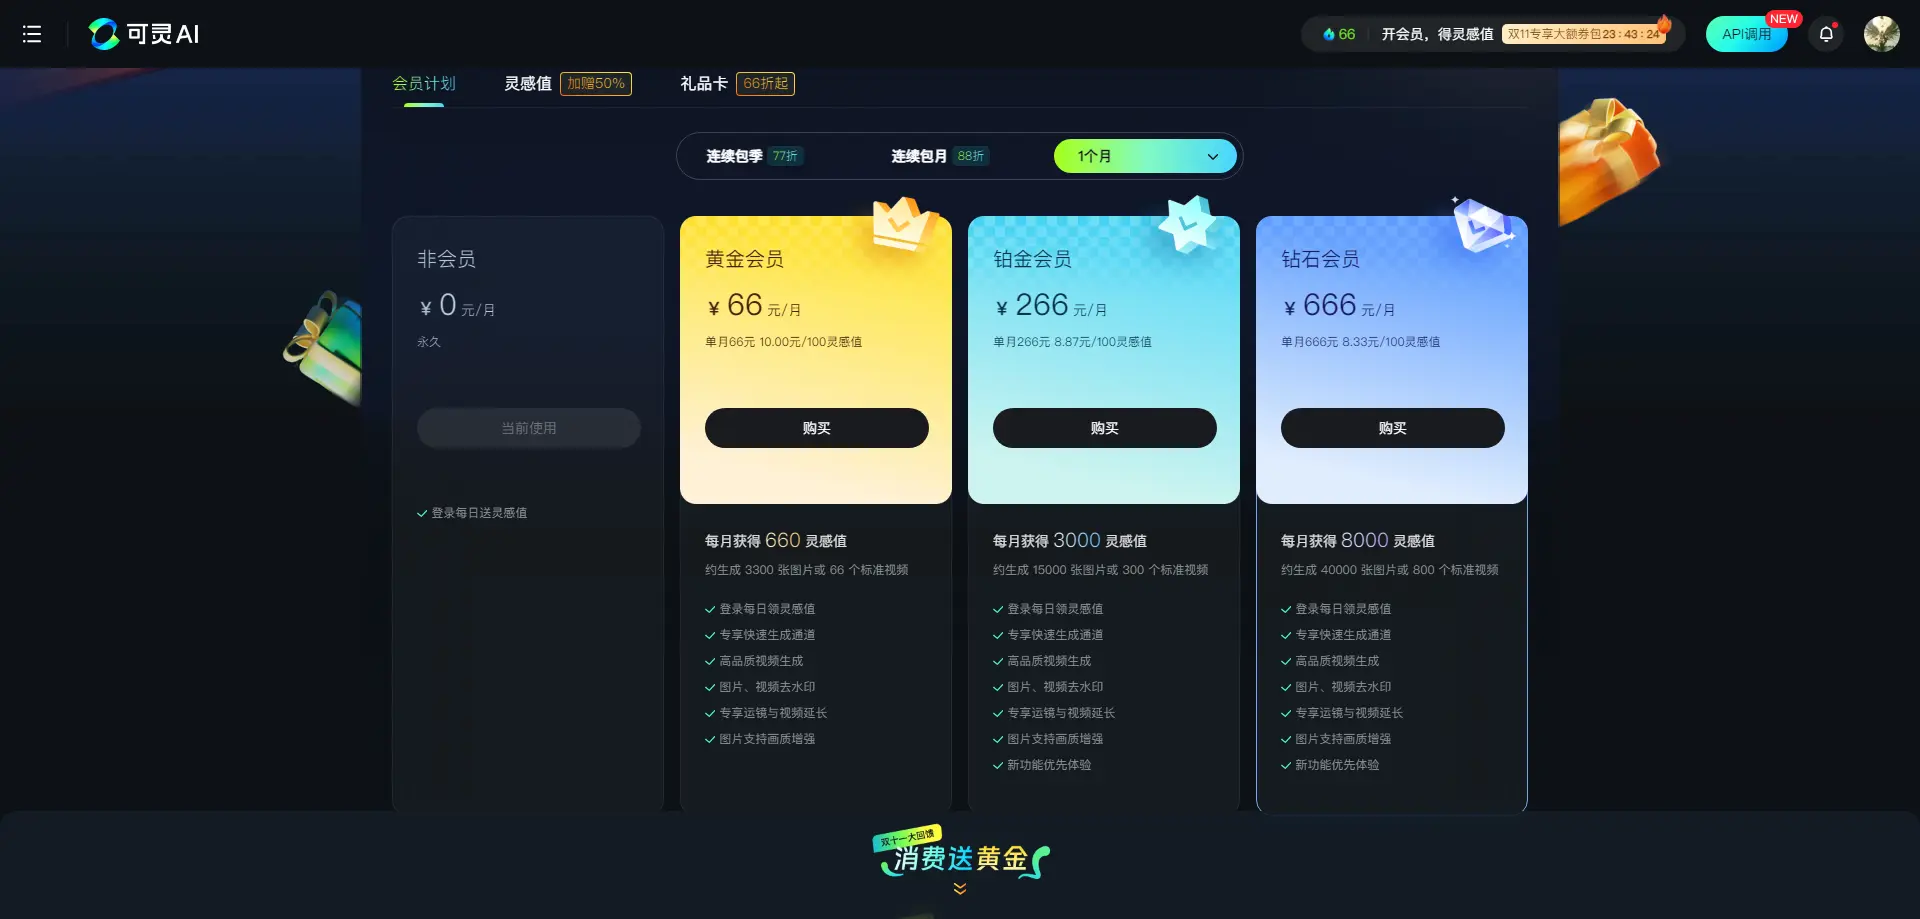 可灵AI
66
开会员，得灵感值
双11专享大额券包23:43:24
API调用
NEW
会员计划
灵感值 加赠50%
礼品卡 66折起
连续包季 77折
连续包月 88折
1个月
非会员
¥ 0 元/月
永久
当前使用
登录每日送灵感值
黄金会员
¥ 66 元/月
单月66元 10.00元/100灵感值
购买
每月获得 660 灵感值
约生成 3300 张图片或 66 个标准视频
登录每日领灵感值
专享快速生成通道
高品质视频生成
图片、视频去水印
专享运镜与视频延长
图片支持画质增强
铂金会员
¥ 266 元/月
单月266元 8.87元/100灵感值
购买
每月获得 3000 灵感值
约生成 15000 张图片或 300 个标准视频
登录每日领灵感值
专享快速生成通道
高品质视频生成
图片、视频去水印
专享运镜与视频延长
图片支持画质增强
新功能优先体验
钻石会员
¥ 666 元/月
单月666元 8.33元/100灵感值
购买
每月获得 8000 灵感值
约生成 40000 张图片或 800 个标准视频
登录每日领灵感值
专享快速生成通道
高品质视频生成
图片、视频去水印
专享运镜与视频延长
图片支持画质增强
新功能优先体验
双十一大回馈
消费送黄金